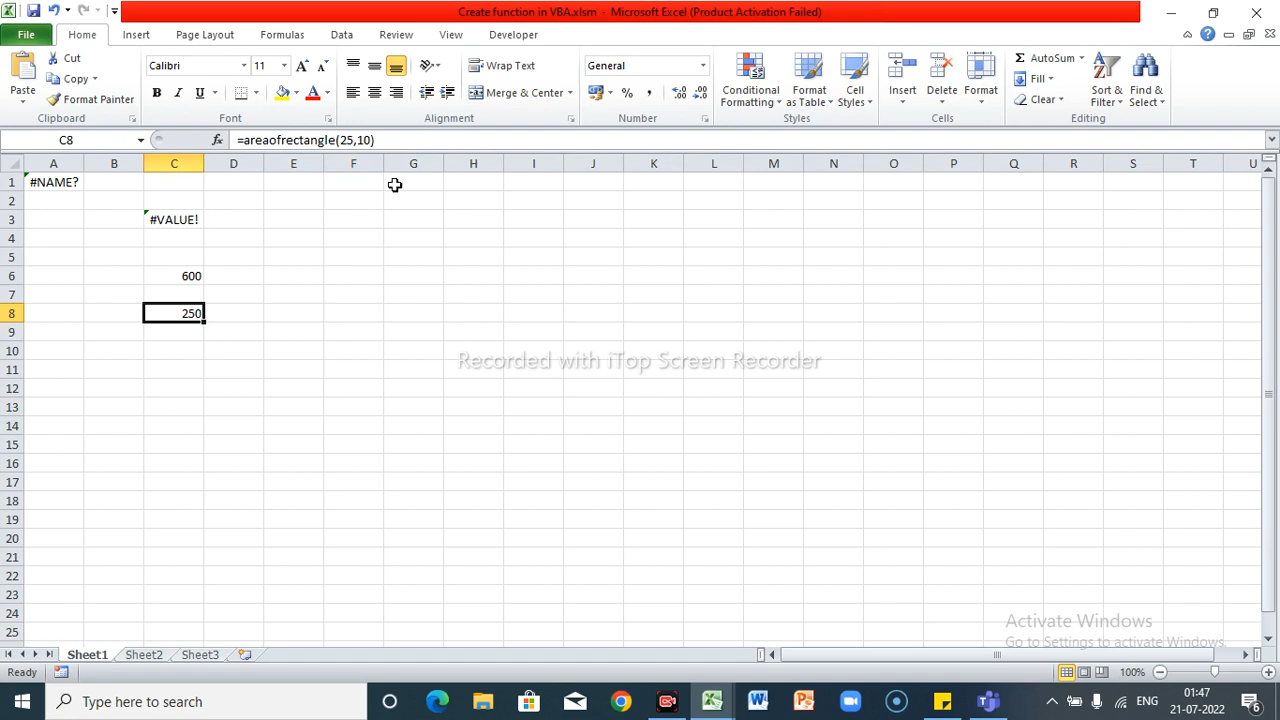 Create function in VBA.xlsm - Microsoft Excel (Product Activation Failed)
File Home Insert Page Layout Formulas Data Review View Developer
Paste
Cut
Copy
Format Painter
Clipboard
Calibri 11
B I U
Font
Wrap Text
Merge & Center
Alignment
General
%
Number
Conditional Formatting
Format as Table
Cell Styles
Styles
Insert Delete Format
Cells
Σ AutoSum
Fill
Clear
Sort & Filter
Find & Select
Editing
C8 fx =areaofrectangle(25,10)
A B C D E F G H I J K L M N O P Q R S T U
1 #NAME?
2
3 #VALUE!
4
5
6 600
7
8 250
9
10
11
12
13
14
15
16
17
18
19
20
21
22
23
24
25
Recorded with iTop Screen Recorder
Activate Windows
Go to Settings to activate Windows.
Sheet1 Sheet2 Sheet3
Ready 100%
Type here to search
ENG
01:47
21-07-2022
6